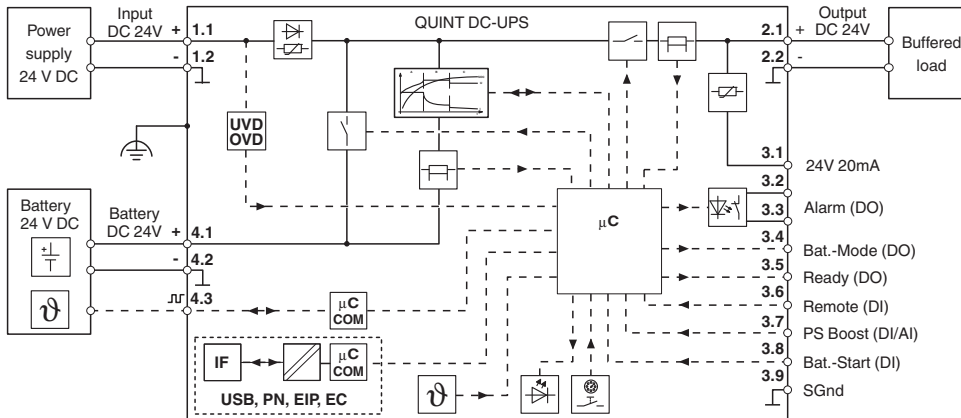 Power supply 24 V DC
Input DC 24V
+ 1.1
- 1.2
QUINT DC-UPS
UVD OVD
2.1 +
2.2 -
Output DC 24V
Buffered load
3.1 24V 20mA
3.2
3.3 Alarm (DO)
3.4 Bat.-Mode (DO)
3.5 Ready (DO)
3.6 Remote (DI)
3.7 PS Boost (DI/AI)
3.8 Bat.-Start (DI)
3.9 SGnd
µC
Battery 24 V DC
+ -
ϑ
Battery DC 24V
+ 4.1
- 4.2
4.3
µC COM
IF
µC COM
USB, PN, EIP, EC
ϑ